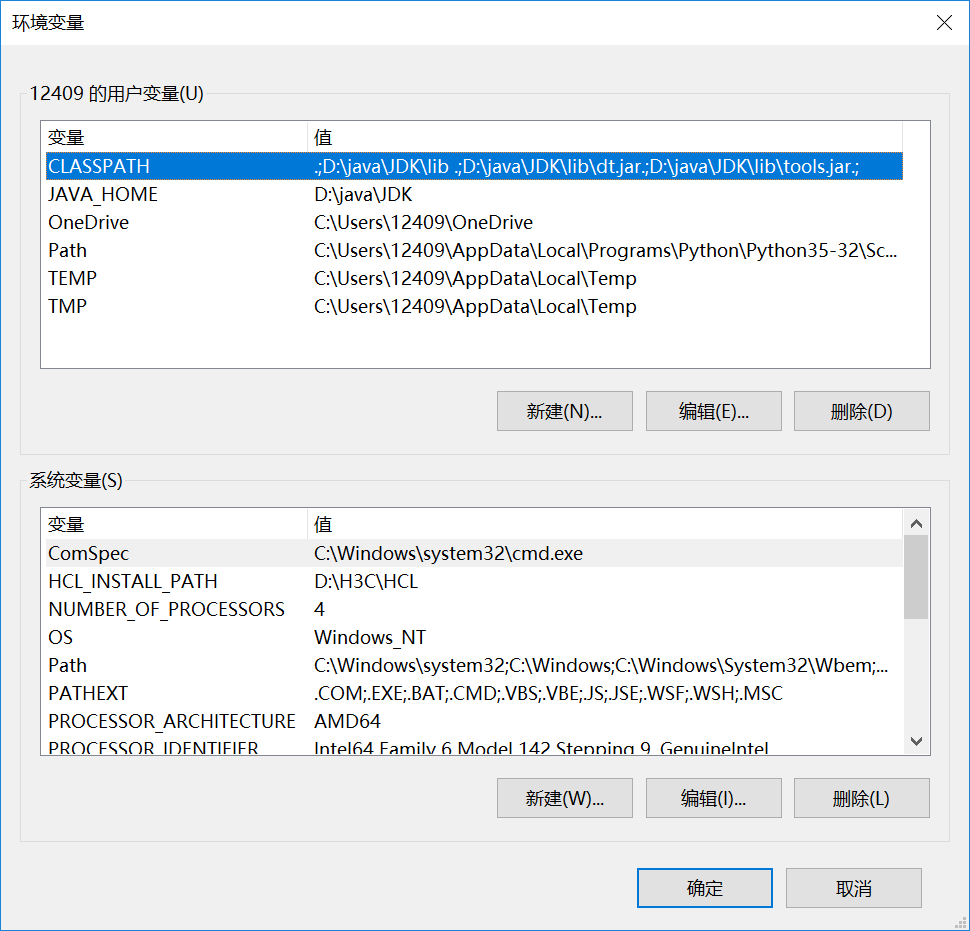 环境变量
12409 的用户变量(U)
变量 值
CLASSPATH .;D:\java\JDK\lib .;D:\java\JDK\lib\dt.jar.;D:\java\JDK\lib\tools.jar.;
JAVA_HOME D:\java\JDK
OneDrive C:\Users\12409\OneDrive
Path C:\Users\12409\AppData\Local\Programs\Python\Python35-32\Sc...
TEMP C:\Users\12409\AppData\Local\Temp
TMP C:\Users\12409\AppData\Local\Temp
新建(N)... 编辑(E)... 删除(D)
系统变量(S)
变量 值
ComSpec C:\Windows\system32\cmd.exe
HCL_INSTALL_PATH D:\H3C\HCL
NUMBER_OF_PROCESSORS 4
OS Windows_NT
Path C:\Windows\system32;C:\Windows;C:\Windows\System32\Wbem;...
PATHEXT .COM;.EXE;.BAT;.CMD;.VBS;.VBE;.JS;.JSE;.WSF;.WSH;.MSC
PROCESSOR_ARCHITECTURE AMD64
PROCESSOR_IDENTIFIER Intel64 Family 6 Model 142 Stepping 9, GenuineIntel
新建(W)... 编辑(I)... 删除(L)
确定 取消